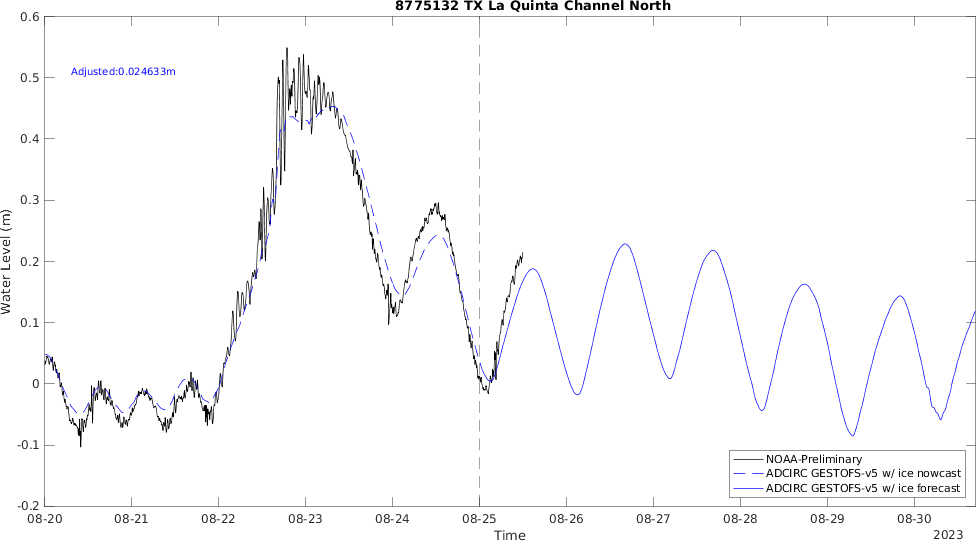 8775132 TX La Quinta Channel North
0.6
0.5
0.4
0.3
0.2
0.1
0
-0.1
-0.2
Water Level (m)
Adjusted:0.024633m
NOAA-Preliminary
ADCIRC GESTOFS-v5 w/ ice nowcast
ADCIRC GESTOFS-v5 w/ ice forecast
08-20 08-21 08-22 08-23 08-24 08-25 08-26 08-27 08-28 08-29 08-30
Time
2023